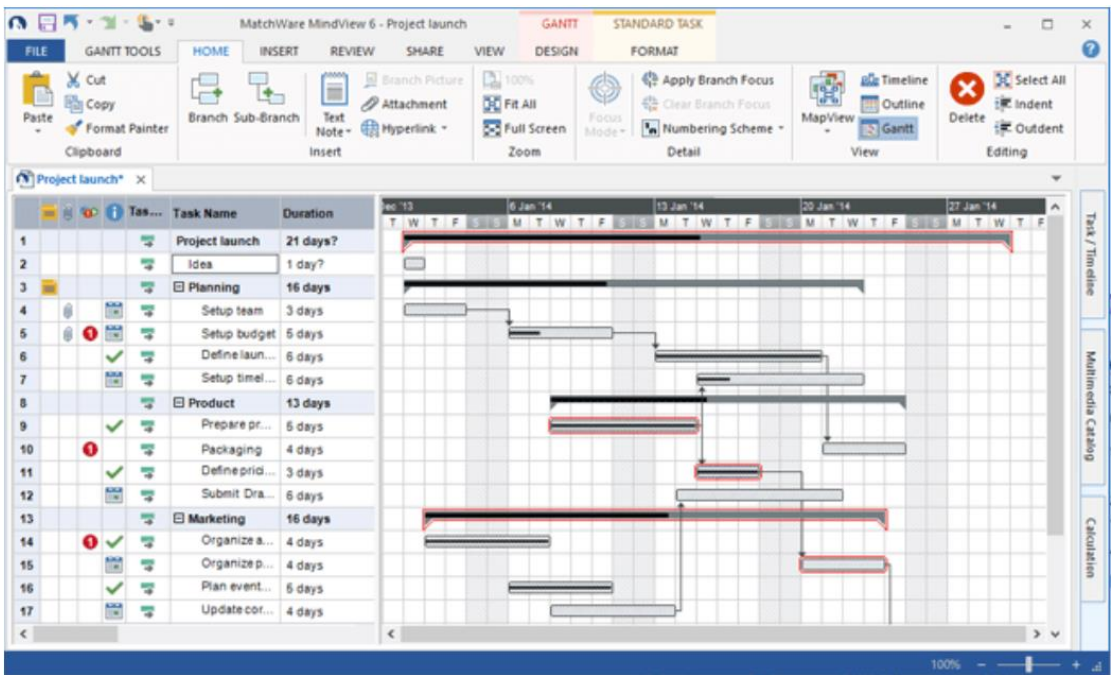 MatchWare MindView 6 - Project launch
GANTT
STANDARD TASK
FILE GANTT TOOLS HOME INSERT REVIEW SHARE VIEW DESIGN FORMAT
Paste
Cut
Copy
Format Painter
Clipboard
Branch Sub-Branch
Text Note
Branch Picture
Attachment
Hyperlink
Insert
100%
Fit All
Full Screen
Zoom
Focus Mode
Apply Branch Focus
Clear Branch Focus
Numbering Scheme
Detail
MapView
Timeline
Outline
Gantt
View
Delete
Select All
Indent
Outdent
Editing
Project launch*
Tas... Task Name Duration
6 Jan '14 13 Jan '14 20 Jan '14 27 Jan '14
T W T F S S M T W T F S S M T W T F S S M T W T F S S M T W T F
1 Project launch 21 days?
2 Idea 1 day?
3 Planning 16 days
4 Setup team 3 days
5 Setup budget 5 days
6 Define laun... 6 days
7 Setup timel... 6 days
8 Product 13 days
9 Prepare pr... 5 days
10 Packaging 4 days
11 Define prici... 3 days
12 Submit Dra... 6 days
13 Marketing 16 days
14 Organize a... 4 days
15 Organize p... 4 days
16 Plan event... 5 days
17 Update cor... 4 days
Task / Timeline
Multimedia Catalog
Calculation
100%